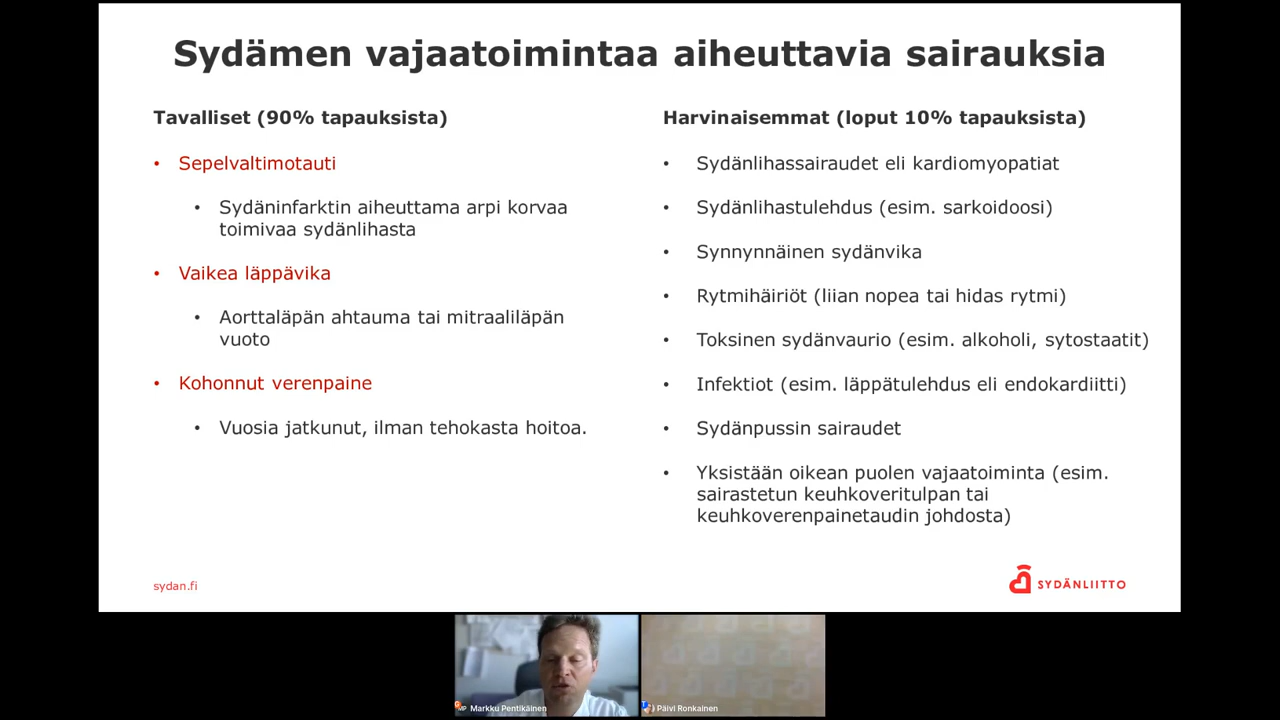 Sydämen vajaatoimintaa aiheuttavia sairauksia
Tavalliset (90% tapauksista)
• Sepelvaltimotauti
• Sydäninfarktin aiheuttama arpi korvaa
toimivaa sydänlihasta
• Vaikea läppävika
• Aorttaläpän ahtauma tai mitraaliläpän
vuoto
• Kohonnut verenpaine
• Vuosia jatkunut, ilman tehokasta hoitoa.
Harvinaisemmat (loput 10% tapauksista)
• Sydänlihassairaudet eli kardiomyopatiat
• Sydänlihastulehdus (esim. sarkoidoosi)
• Synnynnäinen sydänvika
• Rytmihäiriöt (liian nopea tai hidas rytmi)
• Toksinen sydänvaurio (esim. alkoholi, sytostaatit)
• Infektiot (esim. läppätulehdus eli endokardiitti)
• Sydänpussin sairaudet
• Yksistään oikean puolen vajaatoiminta (esim.
sairastetun keuhkoveritulpan tai
keuhkoverenpainetaudin johdosta)
sydan.fi
SYDÄNLIITTO
MP Markku Pentikäinen
Päivi Ronkainen